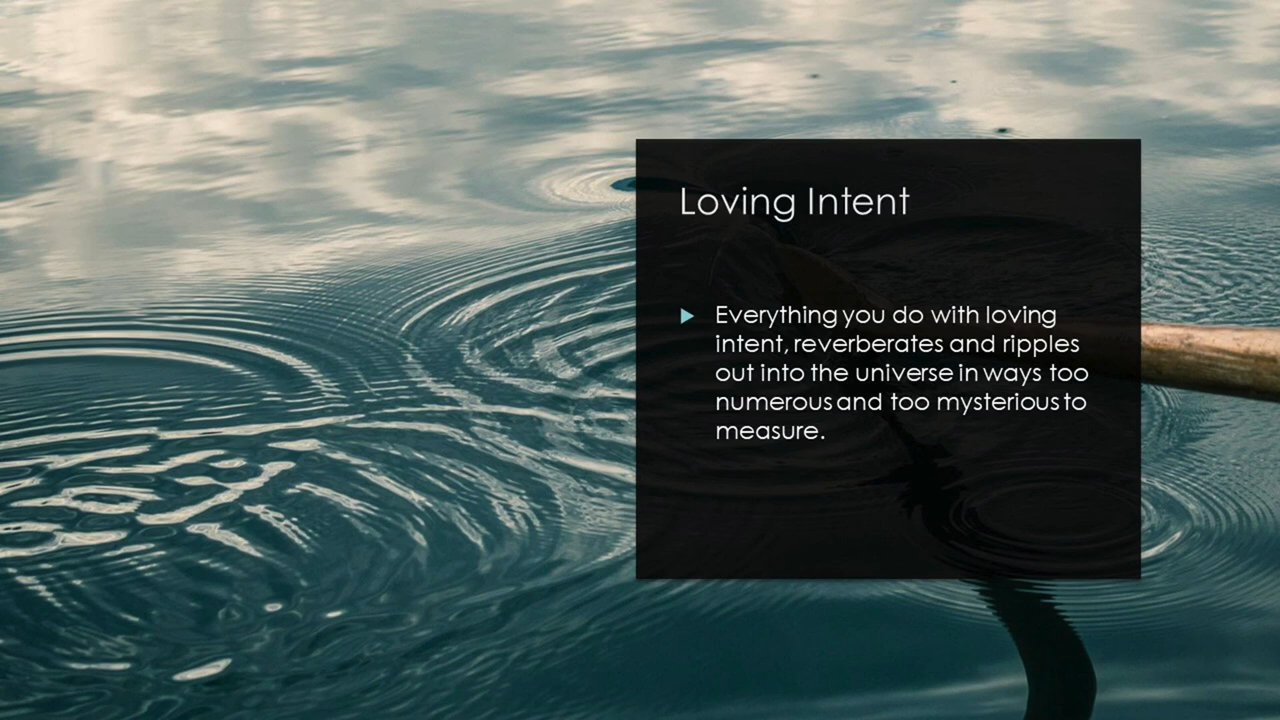 Loving Intent
Everything you do with loving
intent, reverberates and ripples
out into the universe in ways too
numerous and too mysterious to
measure.